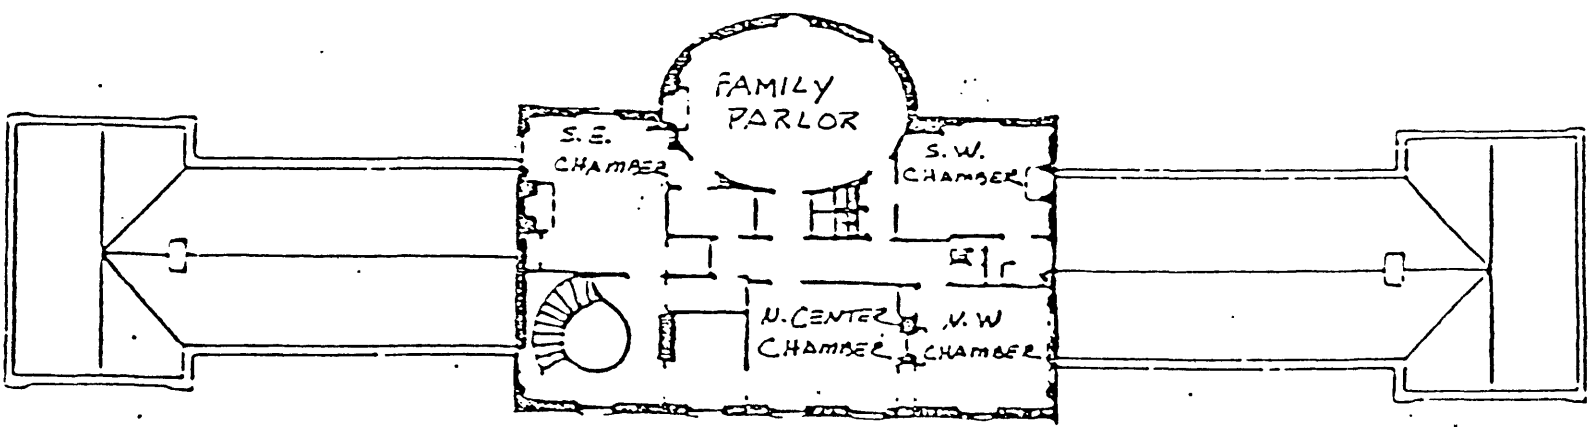 FAMILY
PARLOR
S.E.
CHAMBER
S.W.
CHAMBER
N. CENTER
CHAMBER
N.W
CHAMBER